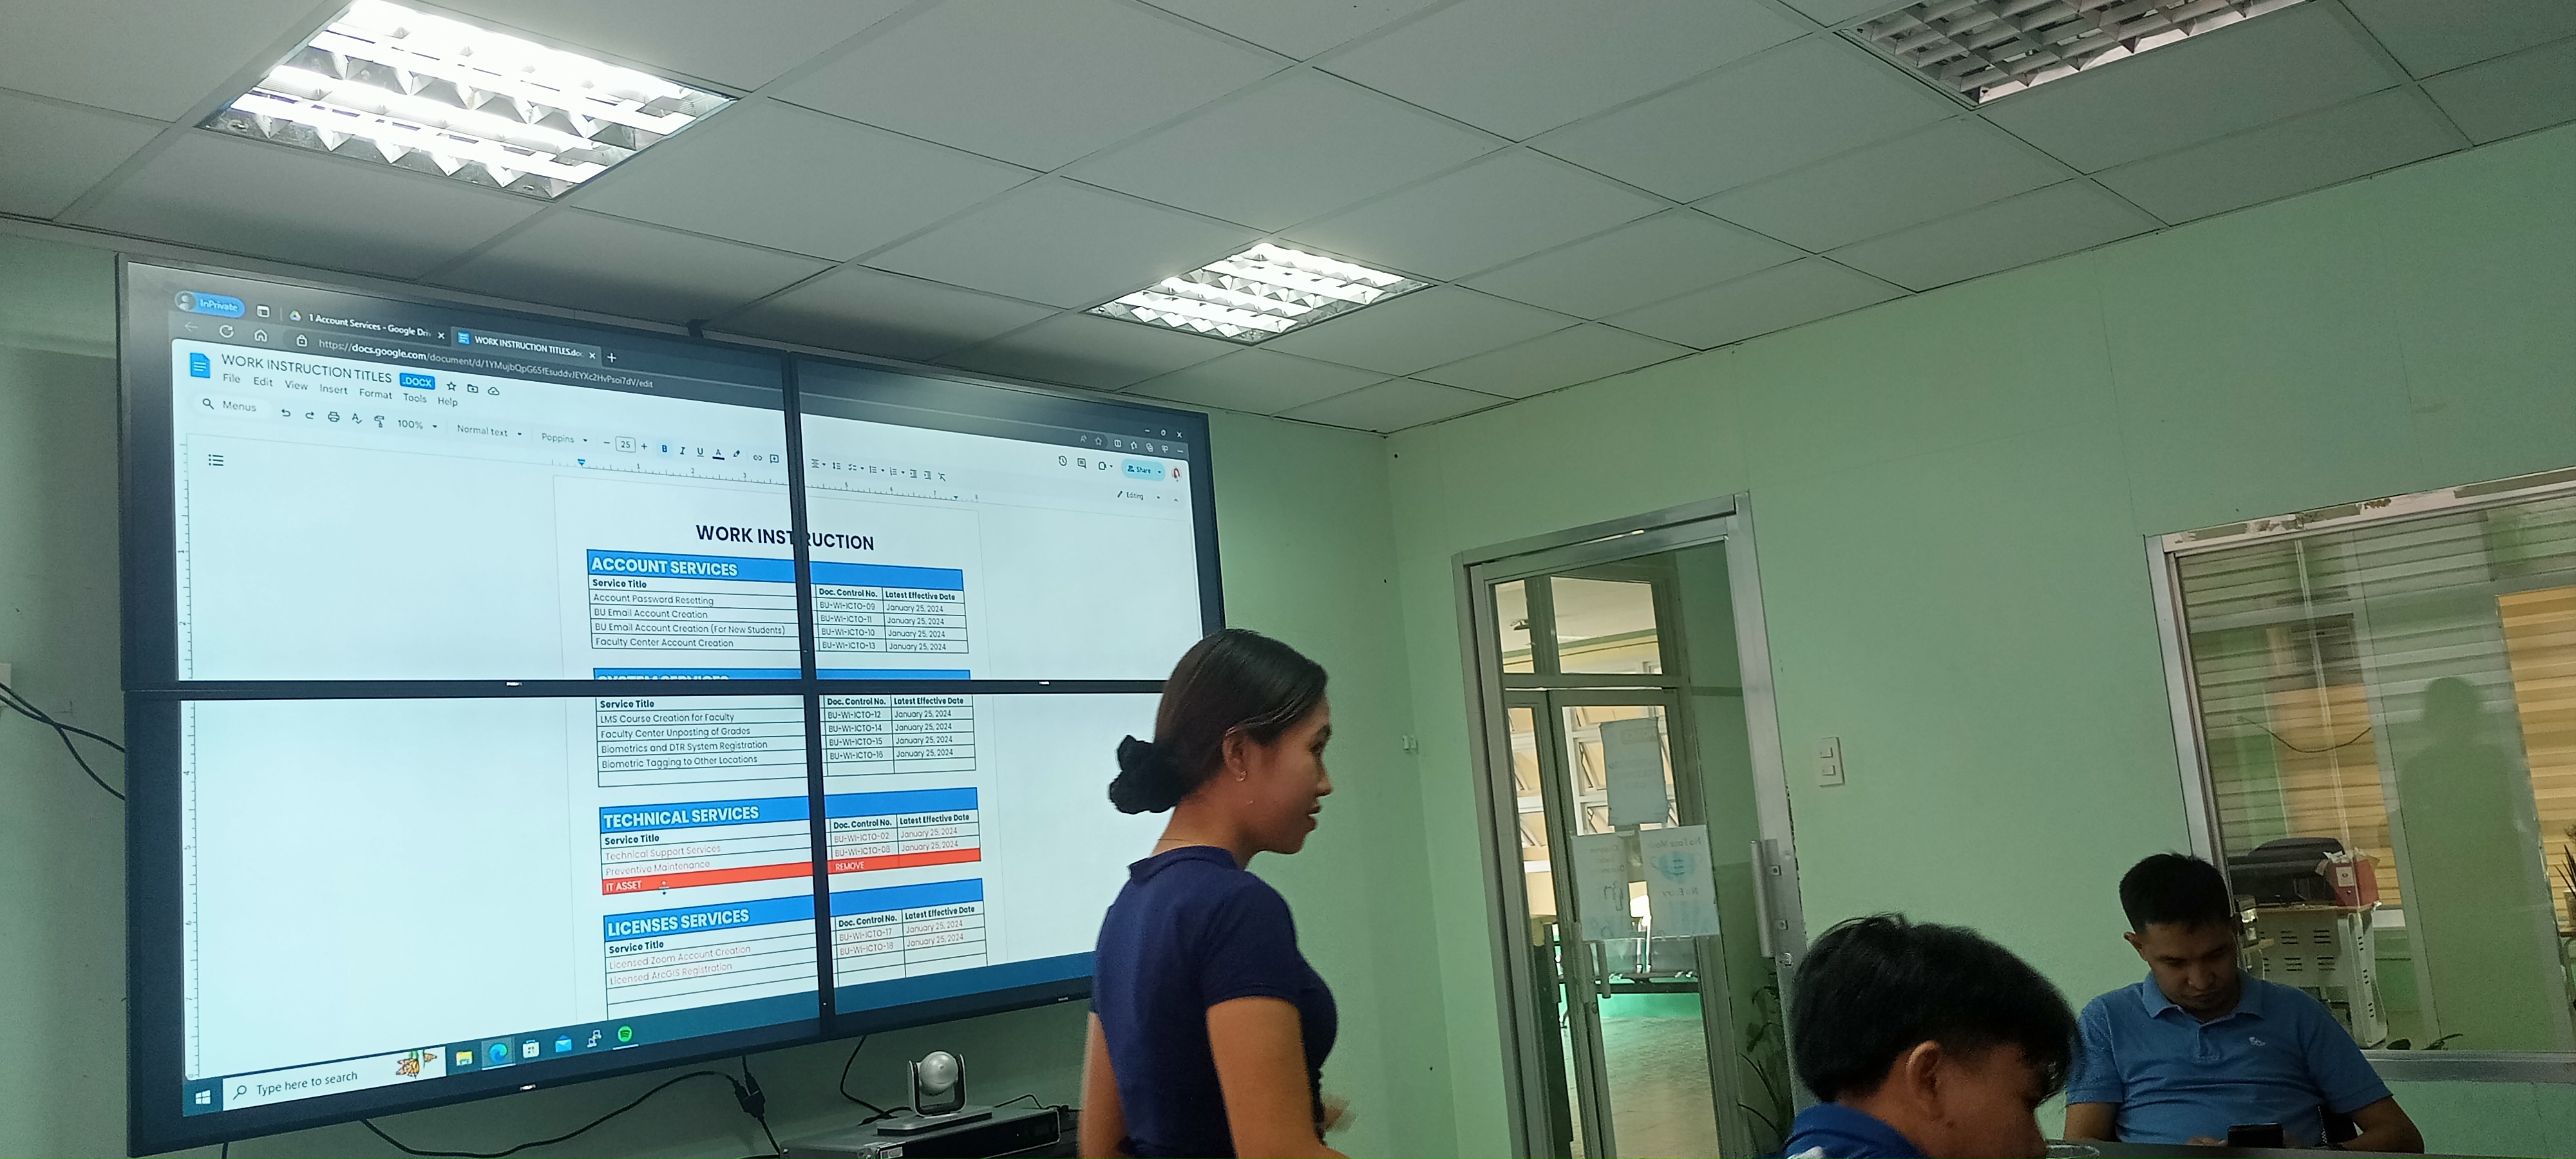 InPrivate
1 Account Services - Google Driv
WORK INSTRUCTION TITLES.doc
https://docs.google.com/document/d/1YMujbQpG65fEsuddvJEYXc2HvPsoi7dV/edit
WORK INSTRUCTION TITLES .DOCX
File Edit View Insert Format Tools Help
Share
Menus
100% Normal text Poppins 25 B I U A
Editing
WORK INSTRUCTION
ACCOUNT SERVICES
Service Title Doc. Control No. Latest Effective Date
Account Password Resetting BU-WI-ICTO-09 January 25, 2024
BU Email Account Creation BU-WI-ICTO-11 January 25, 2024
BU Email Account Creation (For New Students) BU-WI-ICTO-10 January 25, 2024
Faculty Center Account Creation BU-WI-ICTO-13 January 25, 2024
SYSTEM SERVICES
Service Title Doc. Control No. Latest Effective Date
LMS Course Creation for Faculty BU-WI-ICTO-12 January 25, 2024
Faculty Center Unposting of Grades BU-WI-ICTO-14 January 25, 2024
Biometrics and DTR System Registration BU-WI-ICTO-15 January 25, 2024
Biometric Tagging to Other Locations BU-WI-ICTO-16 January 25, 2024
TECHNICAL SERVICES
Service Title Doc. Control No. Latest Effective Date
Technical Support Services BU-WI-ICTO-02 January 25, 2024
Preventive Maintenance BU-WI-ICTO-08 January 25, 2024
IT ASSET REMOVE
LICENSES SERVICES
Service Title Doc. Control No. Latest Effective Date
Licensed Zoom Account Creation BU-WI-ICTO-17 January 25, 2024
Licensed ArcGIS Registration BU-WI-ICTO-18 January 25, 2024
Type here to search
No Face Mask
No Entry